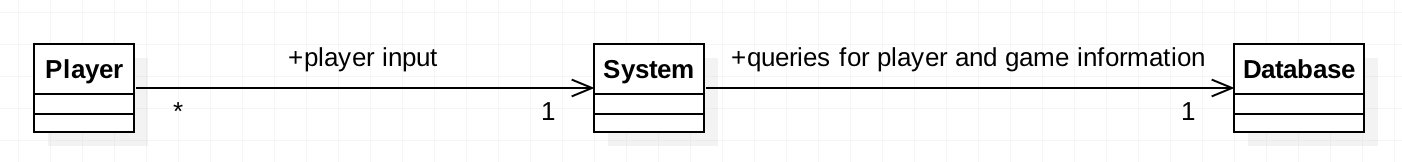 Player
+player input
*
1
System
+queries for player and game information
1
Database